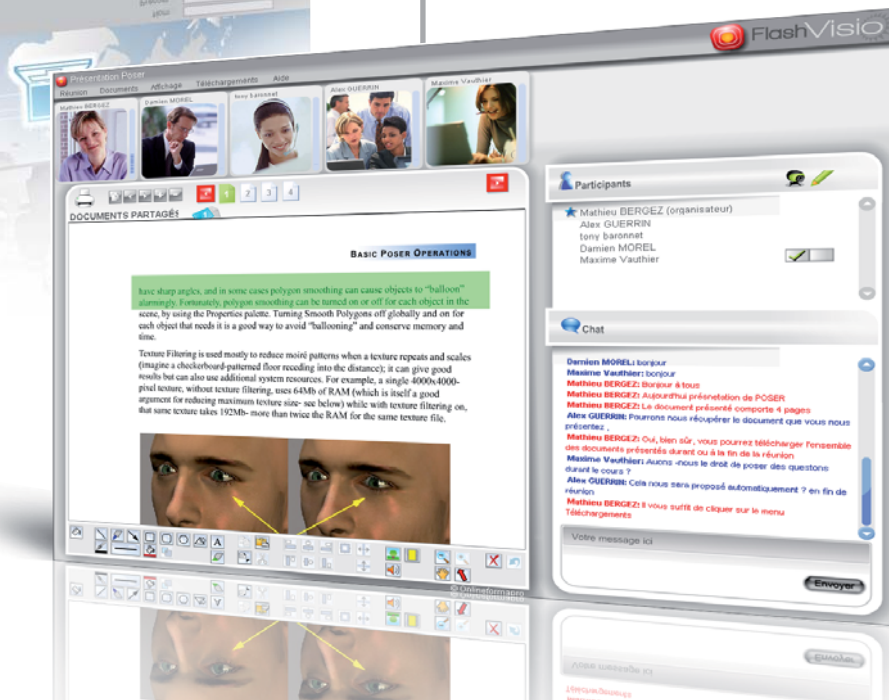 FlashVisio
Présentation Poser
Réunion Documents Affichage Téléchargements Aide
Mathieu BERGEZ
Damien MOREL
tony baronnet
Alex GUERRIN
Maxime Vauthier
1 2 3 4
DOCUMENTS PARTAGÉS
BASIC POSER OPERATIONS
have sharp angles, and in some cases polygon smoothing can cause objects to “balloon”
alarmingly. Fortunately, polygon smoothing can be turned on or off for each object in the
scene, by using the Properties palette. Turning Smooth Polygons off globally and on for
each object that needs it is a good way to avoid “ballooning” and conserve memory and
time.
Texture Filtering is used mostly to reduce moiré patterns when a texture repeats and scales
(imagine a checkerboard-patterned floor receding into the distance); it can give good
results but can also use additional system resources. For example, a single 4000x4000-
pixel texture, without texture filtering, uses 64Mb of RAM (which is itself a good
argument for reducing maximum texture size- see below) while with texture filtering on,
that same texture takes 192Mb- more than twice the RAM for the same texture file.
A
Participants
Mathieu BERGEZ (organisateur)
Alex GUERRIN
tony baronnet
Damien MOREL
Maxime Vauthier
Chat
Damien MOREL: bonjour
Maxime Vauthier: bonjour
Mathieu BERGEZ: Bonjour à tous
Mathieu BERGEZ: Aujourd'hui présnetation de POSER
Mathieu BERGEZ: Le document présenté comporte 4 pages
Alex GUERRIN: Pourrons nous récupérer le document que vous nous
présentez ,
Mathieu BERGEZ: Oui, bien sûr, vous pourrez télécharger l'ensemble
des documents présentés durant ou à la fin de la réunion
Maxime Vauthier: Auons -nous le droit de poser des questons
durant le cours ?
Alex GUERRIN: Cela nous sera proposé automatiquement ? en fin de
réunion
Mathieu BERGEZ: Il vous suffit de cliquer sur le menu
Téléchargements
Votre message ici
Envoyer
© Onlineformapro